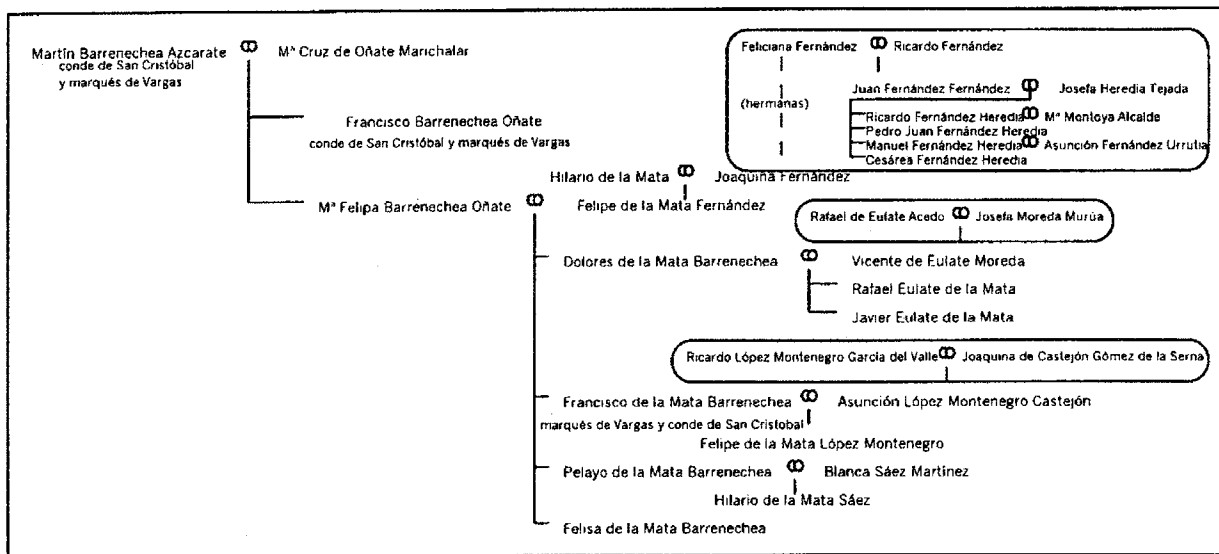 Martín Barrenechea Azcarate Mª Cruz de Oñate Marichalar
conde de San Cristóbal
y marqués de Vargas
Feliciana Fernández Ricardo Fernández
Juan Fernández Fernández Josefa Heredia Tejada
(hermanas)
Ricardo Fernández Heredia Mª Montoya Alcalde
Pedro Juan Fernández Heredia
Manuel Fernández Heredia Asunción Fernández Urrutia
Cesárea Fernández Heredia
Francisco Barrenechea Oñate
conde de San Cristóbal y marqués de Vargas
Hilario de la Mata Joaquina Fernández
Mª Felipa Barrenechea Oñate Felipe de la Mata Fernández
Rafael de Eulate Acedo Josefa Moreda Murúa
Dolores de la Mata Barrenechea Vicente de Eulate Moreda
Rafael Eulate de la Mata
Javier Eulate de la Mata
Ricardo López Montenegro García del Valle Joaquina de Castejón Gómez de la Serna
Francisco de la Mata Barrenechea Asunción López Montenegro Castejón
marqués de Vargas y conde de San Cristobal
Felipe de la Mata López Montenegro
Pelayo de la Mata Barrenechea Blanca Sáez Martínez
Hilario de la Mata Sáez
Felisa de la Mata Barrenechea